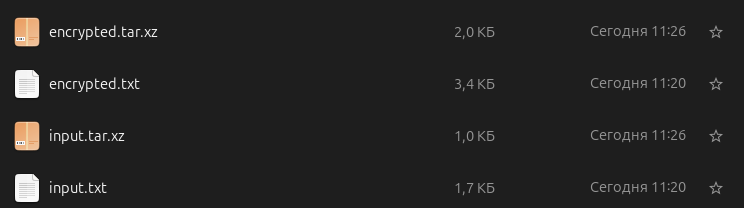 encrypted.tar.xz 2,0 КБ Сегодня 11:26
encrypted.txt 3,4 КБ Сегодня 11:20
input.tar.xz 1,0 КБ Сегодня 11:26
input.txt 1,7 КБ Сегодня 11:20